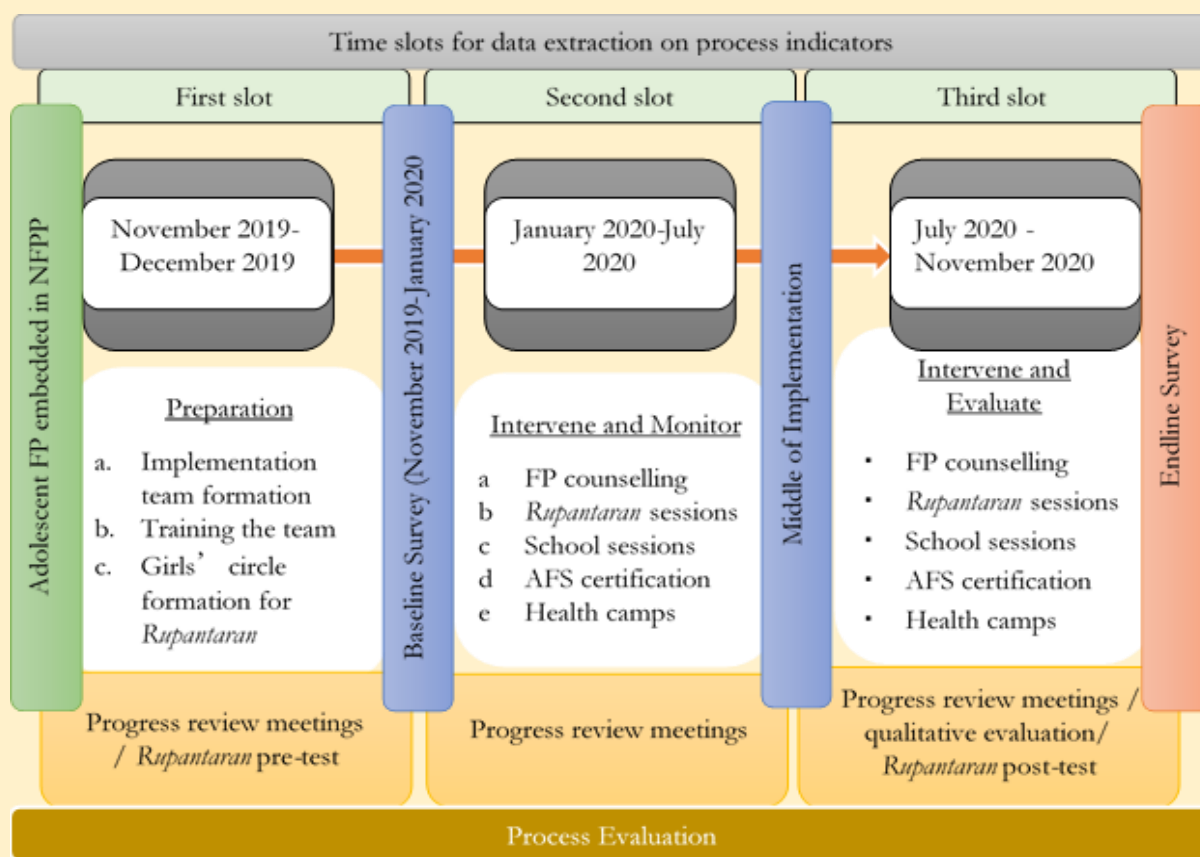 Time slots for data extraction on process indicators
First slot
Second slot
Third slot
Adolescent FP embedded in NFPP
November 2019-
December 2019
Preparation
a. Implementation
team formation
b. Training the team
c. Girls’ circle
formation for
Rupantaran
Progress review meetings
/ Rupantaran pre-test
Baseline Survey (November 2019-January 2020
January 2020-July
2020
Intervene and Monitor
a FP counselling
b Rupantaran sessions
c School sessions
d AFS certification
e Health camps
Progress review meetings
Middle of Implementation
July 2020 -
November 2020
Intervene and
Evaluate
▪ FP counselling
▪ Rupantaran sessions
▪ School sessions
▪ AFS certification
▪ Health camps
Progress review meetings /
qualitative evaluation/
Rupantaran post-test
Endline Survey
Process Evaluation